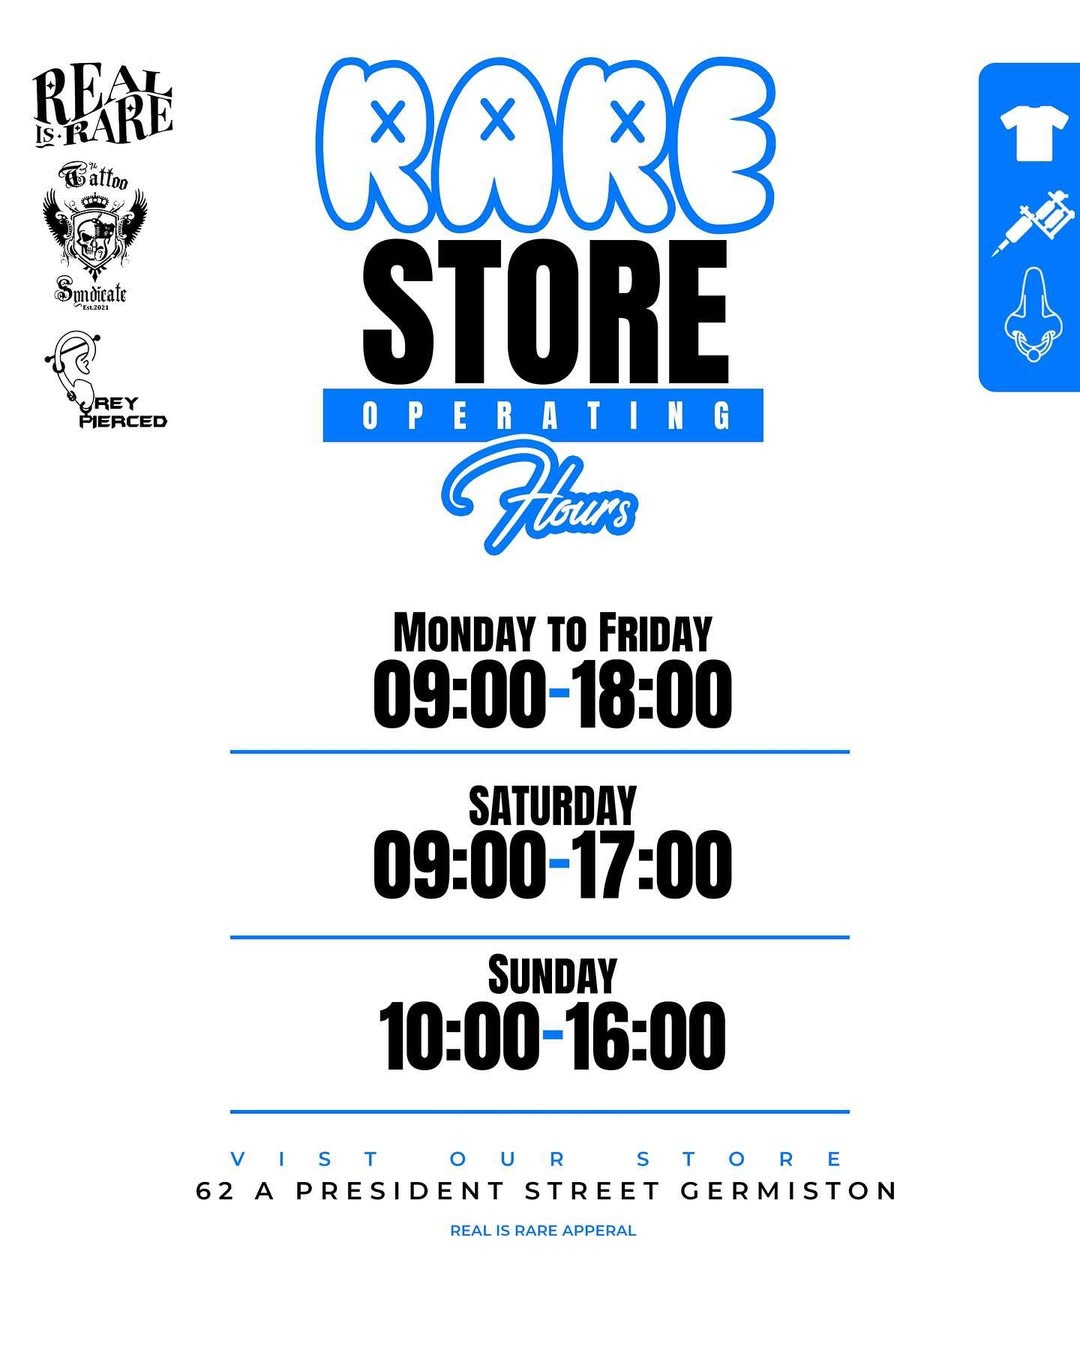 REAL
IS · RARE
The
Tattoo
Syndicate
Est.2021
GREY
PIERCED
RARE
STORE
OPERATING
Hours
MONDAY TO FRIDAY
09:00-18:00
SATURDAY
09:00-17:00
SUNDAY
10:00-16:00
VIST OUR STORE
62 A PRESIDENT STREET GERMISTON
REAL IS RARE APPERAL